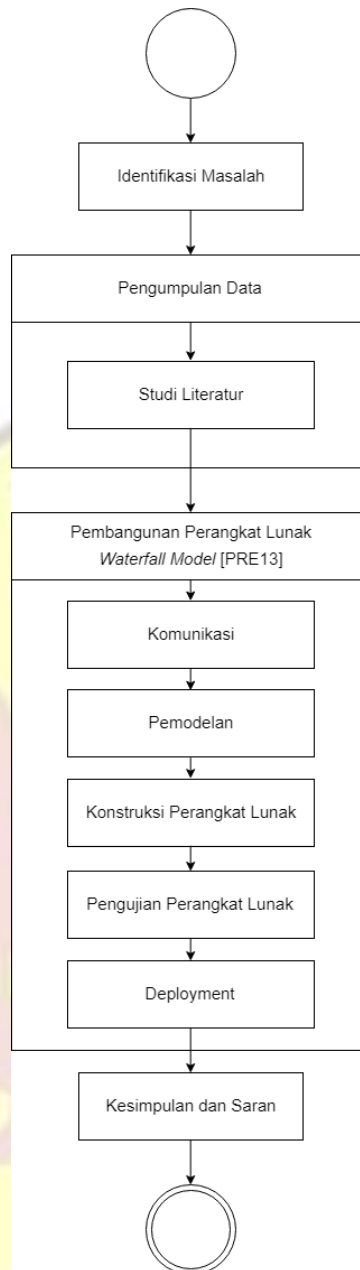 Identifikasi Masalah
Pengumpulan Data
Studi Literatur
Pembangunan Perangkat Lunak
Waterfall Model [PRE13]
Komunikasi
Pemodelan
Konstruksi Perangkat Lunak
Pengujian Perangkat Lunak
Deployment
Kesimpulan dan Saran